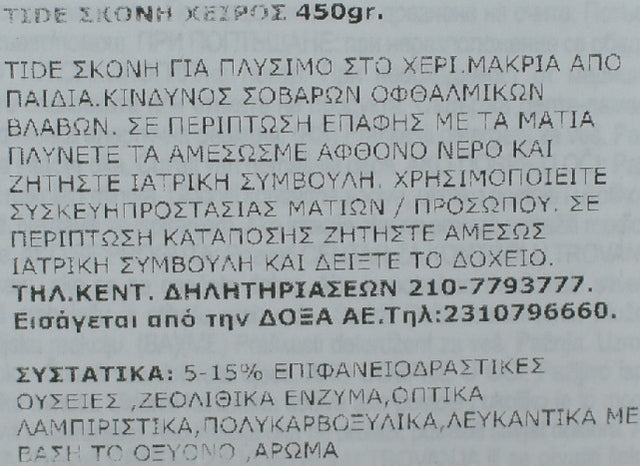 TIDE ΣΚΟΝΗ ΧΕΙΡΟΣ 450gr.
TIDE ΣΚΟΝΗ ΓΙΑ ΠΛΥΣΙΜΟ ΣΤΟ ΧΕΡΙ.ΜΑΚΡΙΑ ΑΠΟ
ΠΑΙΔΙΑ.ΚΙΝΔΥΝΟΣ ΣΟΒΑΡΩΝ ΟΦΘΑΛΜΙΚΩΝ
ΒΛΑΒΩΝ. ΣΕ ΠΕΡΙΠΤΩΣΗ ΕΠΑΦΗΣ ΜΕ ΤΑ ΜΑΤΙΑ
ΠΛΥΝΕΤΕ ΤΑ ΑΜΕΣΩΣΜΕ ΑΦΘΟΝΟ ΝΕΡΟ ΚΑΙ
ΖΗΤΗΣΤΕ ΙΑΤΡΙΚΗ ΣΥΜΒΟΥΛΗ. ΧΡΗΣΙΜΟΠΟΙΕΙΤΕ
ΣΥΣΚΕΥΗΠΡΟΣΤΑΣΙΑΣ ΜΑΤΙΩΝ / ΠΡΟΣΩΠΟΥ. ΣΕ
ΠΕΡΙΠΤΩΣΗ ΚΑΤΑΠΟΣΗΣ ΖΗΤΗΣΤΕ ΑΜΕΣΩΣ
ΙΑΤΡΙΚΗ ΣΥΜΒΟΥΛΗ ΚΑΙ ΔΕΙΞΤΕ ΤΟ ΔΟΧΕΙΟ.
ΤΗΛ.ΚΕΝΤ. ΔΗΛΗΤΗΡΙΑΣΕΩΝ 210-7793777.
Εισάγεται από την ΔΟΞΑ ΑΕ.Τηλ:2310796660.
ΣΥΣΤΑΤΙΚΑ: 5-15% ΕΠΙΦΑΝΕΙΟΔΡΑΣΤΙΚΕΣ
ΟΥΣΕΙΕΣ ,ΖΕΟΛΙΘΙΚΑ ΕΝΖΥΜΑ,ΟΠΤΙΚΑ
ΛΑΜΠΙΡΙΣΤΙΚΑ,ΠΟΛΥΚΑΡΒΟΞΥΛΙΚΑ,ΛΕΥΚΑΝΤΙΚΑ ΜΕ
ΒΑΣΗ ΤΟ ΟΞΥΟΝΟ ,ΑΡΩΜΑ